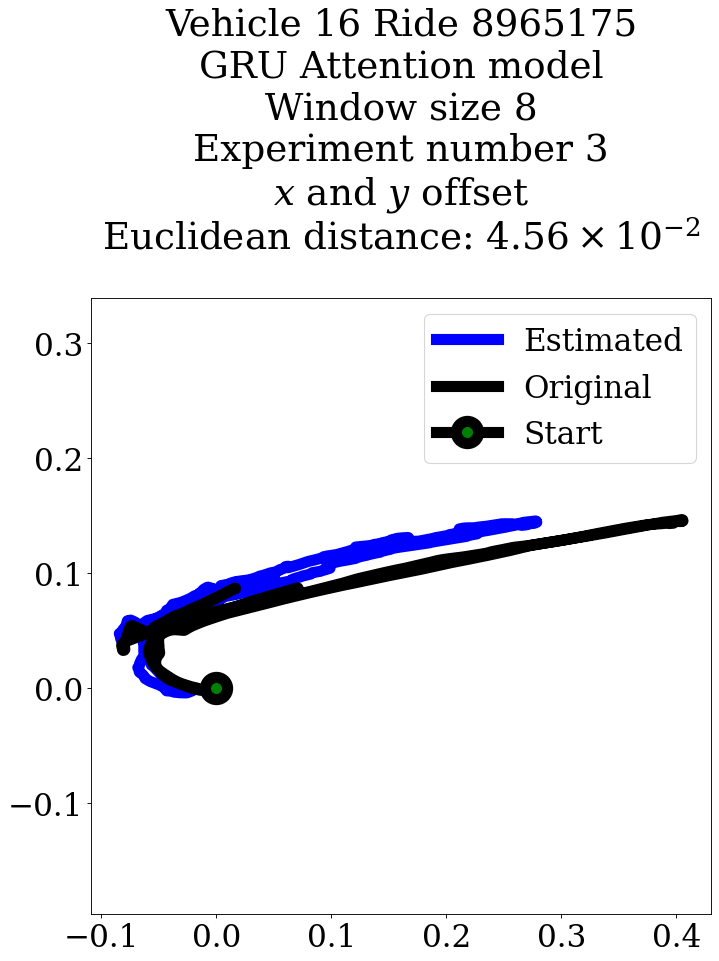 Vehicle 16 Ride 8965175
GRU Attention model
Window size 8
Experiment number 3
x and y offset
Euclidean distance: 4.56 × 10⁻²
Estimated
Original
Start
0.3
0.2
0.1
0.0
−0.1
−0.1 0.0 0.1 0.2 0.3 0.4